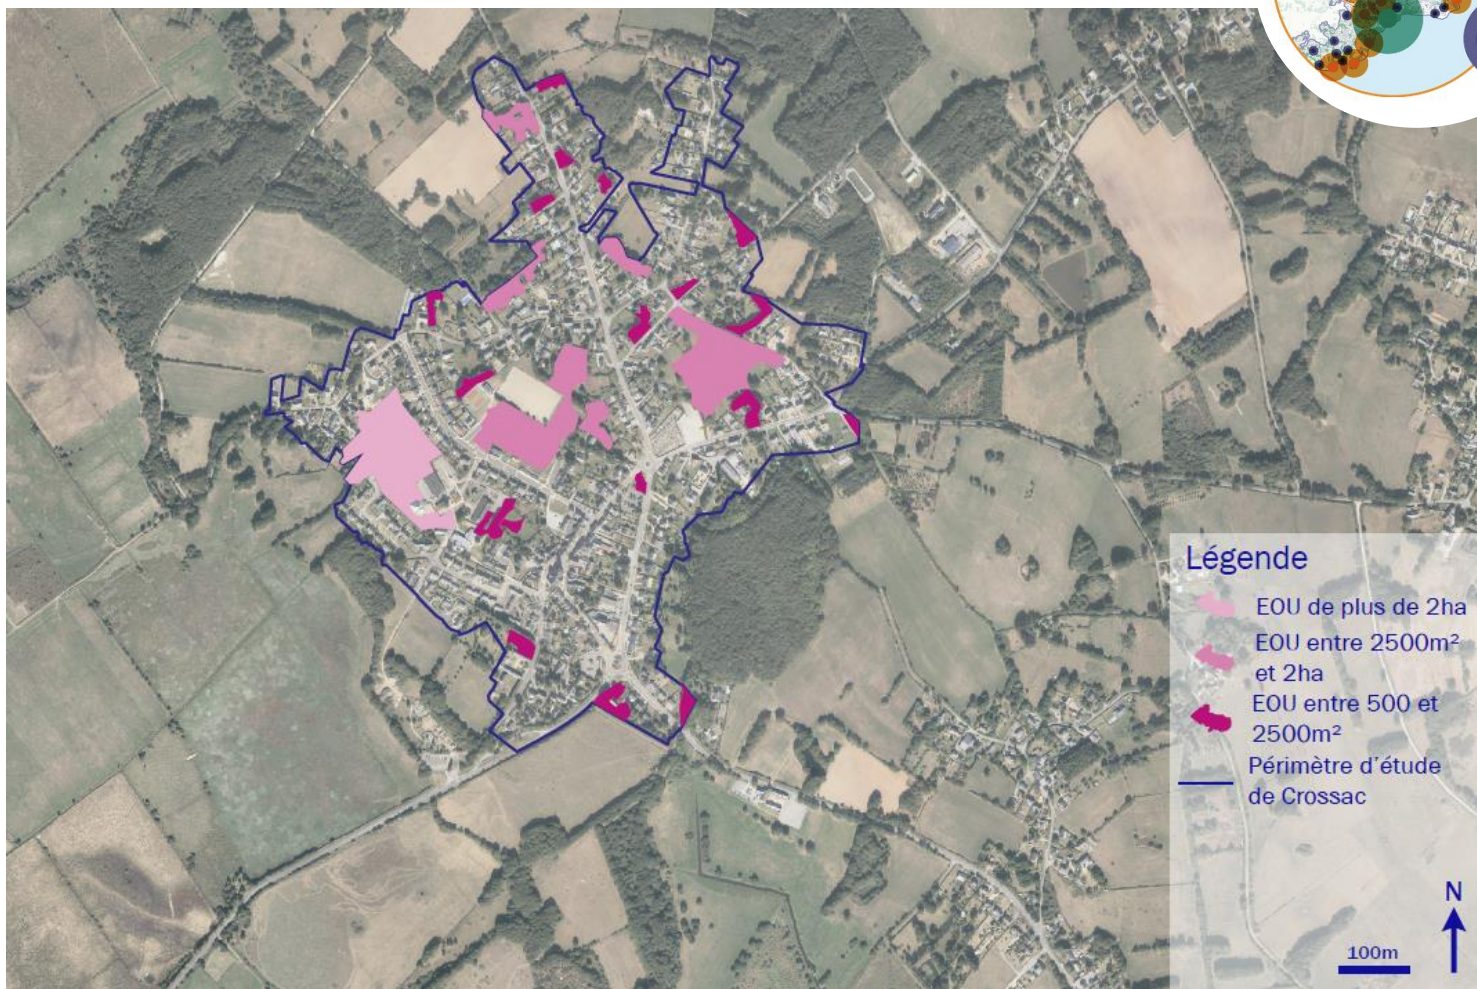 Légende
EOU de plus de 2ha
EOU entre 2500m²
et 2ha
EOU entre 500 et
2500m²
Périmètre d'étude
de Crossac
N
100m